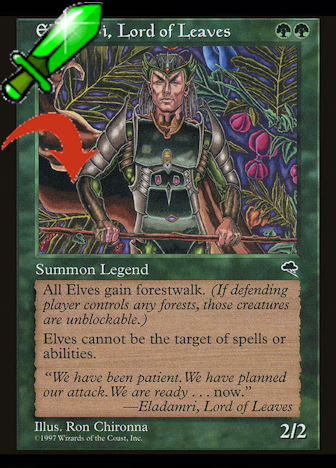 i, Lord of Leaves
Summon Legend
All Elves gain forestwalk. (If defending
player controls any forests, those creatures
are unblockable.)
Elves cannot be the target of spells or
abilities.
“We have been patient. We have planned
our attack. We are ready . . . now.”
—Eladamri, Lord of Leaves
Illus. Ron Chironna
2/2
©1997 Wizards of the Coast, Inc.